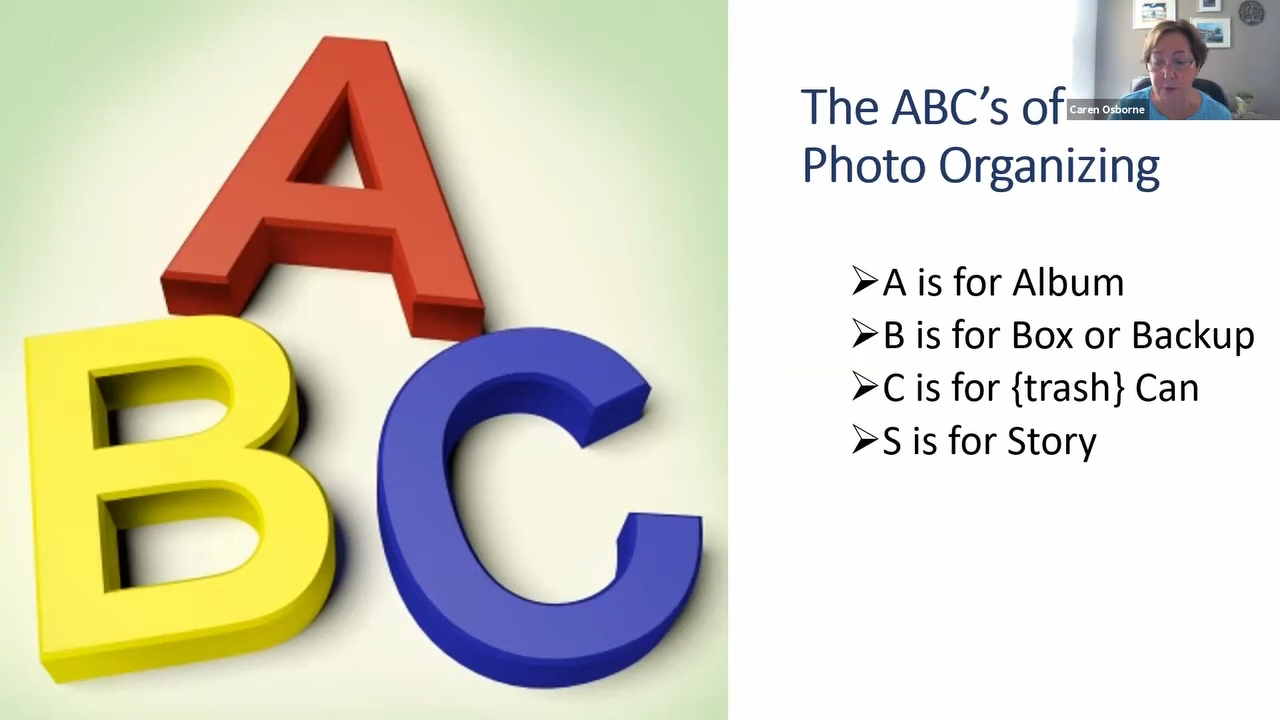 A
B
C
The ABC’s of
Photo Organizing
Caren Osborne
➢A is for Album
➢B is for Box or Backup
➢C is for {trash} Can
➢S is for Story